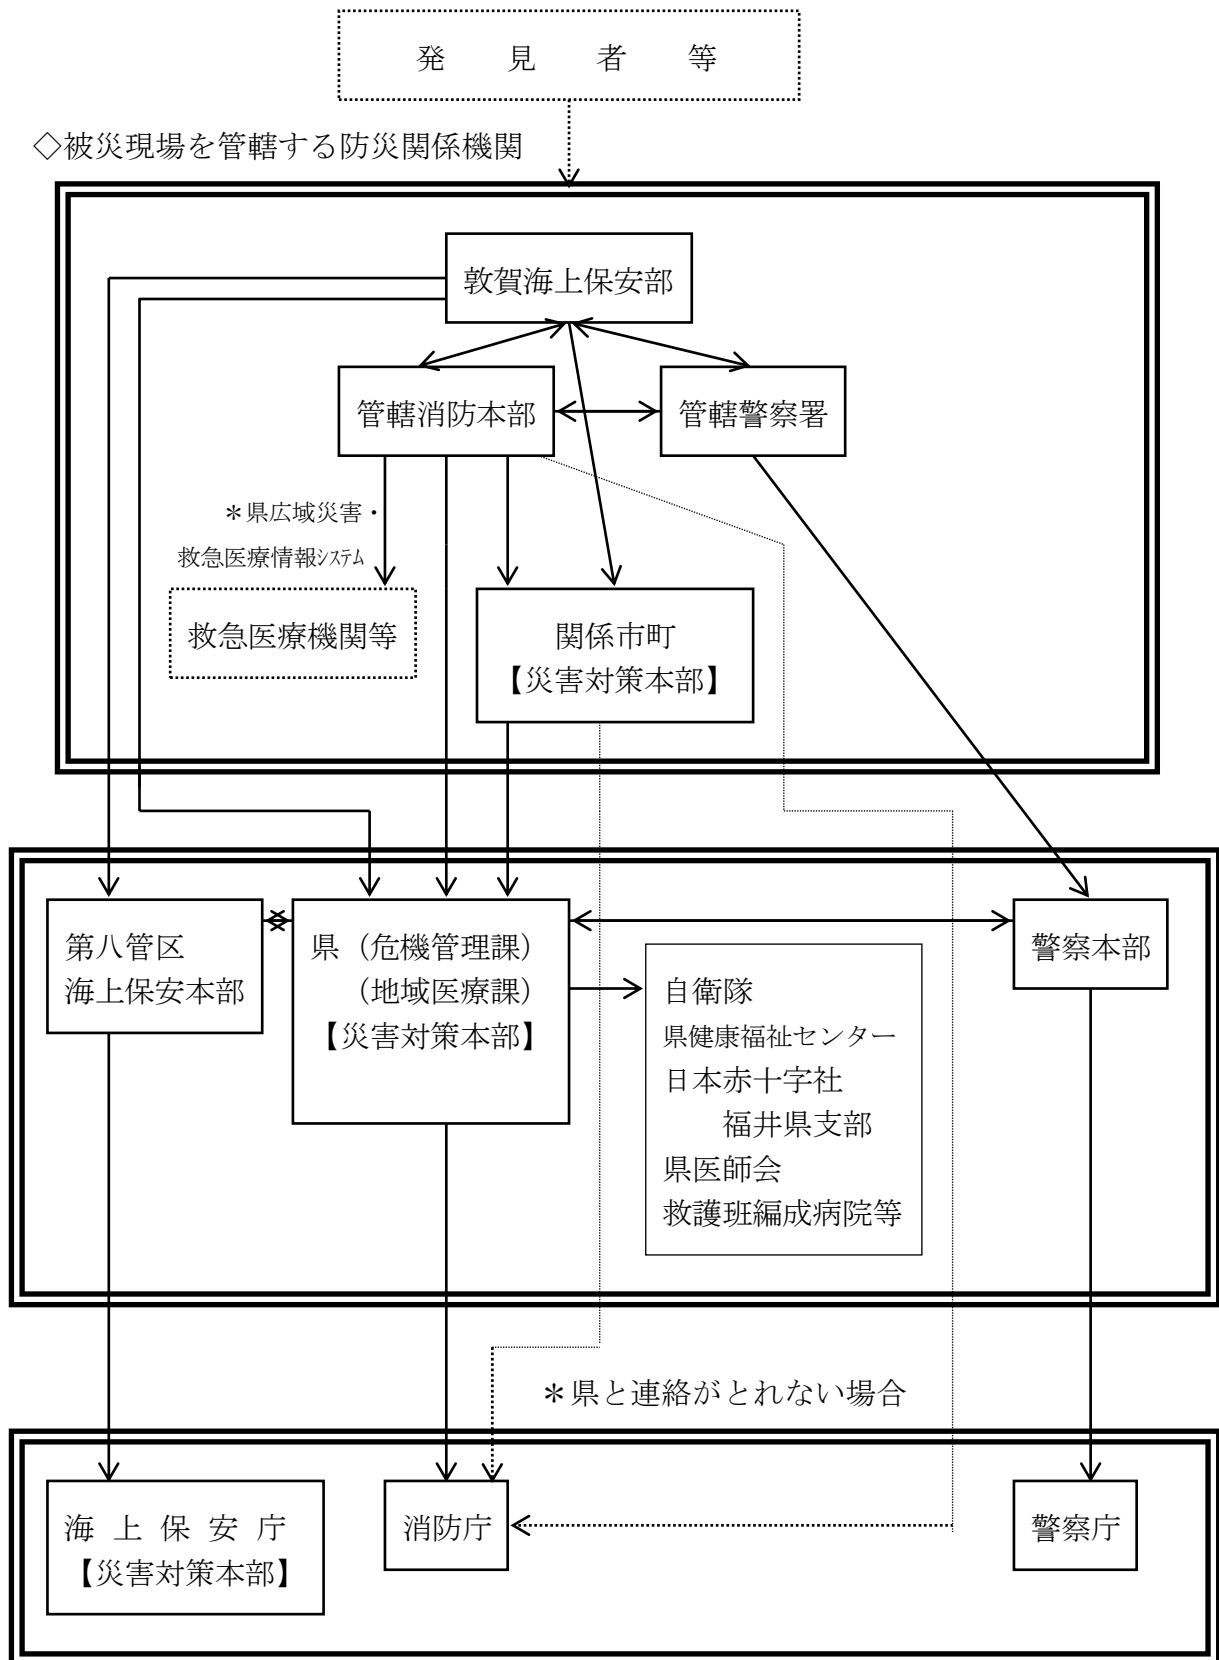 発見者等
◇被災現場を管轄する防災関係機関
敦賀海上保安部
管轄消防本部
管轄警察署
＊県広域災害・
救急医療情報ｼｽﾃﾑ
救急医療機関等
関係市町
【災害対策本部】
第八管区
海上保安本部
県（危機管理課）
（地域医療課）
【災害対策本部】
自衛隊
県健康福祉センター
日本赤十字社
福井県支部
県医師会
救護班編成病院等
警察本部
＊県と連絡がとれない場合
海上保安庁
【災害対策本部】
消防庁
警察庁